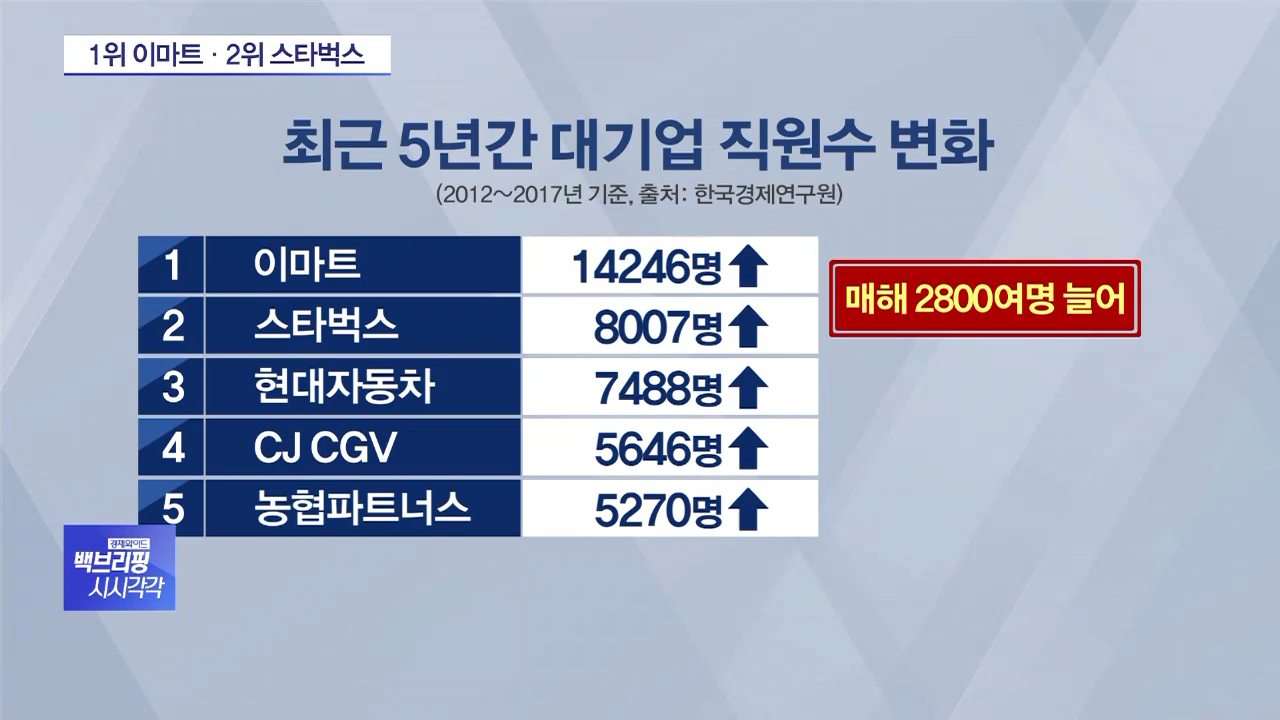 1위 이마트 · 2위 스타벅스
최근 5년간 대기업 직원수 변화
(2012~2017년 기준, 출처: 한국경제연구원)
1 이마트 14246명
매해 2800여명 늘어
2 스타벅스 8007명
3 현대자동차 7488명
4 CJ CGV 5646명
5 농협파트너스 5270명
경제와이드
백브리핑
시시각각